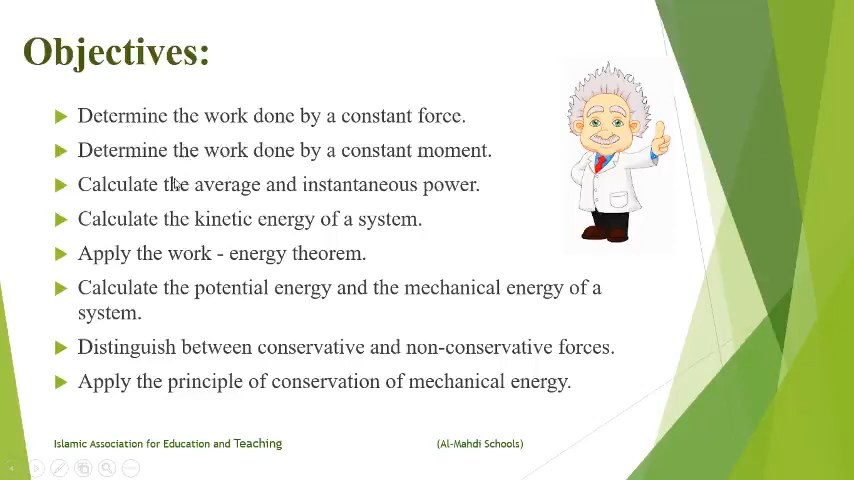 Objectives:
Determine the work done by a constant force.
Determine the work done by a constant moment.
Calculate the average and instantaneous power.
Calculate the kinetic energy of a system.
Apply the work - energy theorem.
Calculate the potential energy and the mechanical energy of a
system.
Distinguish between conservative and non-conservative forces.
Apply the principle of conservation of mechanical energy.
Islamic Association for Education and Teaching (Al-Mahdi Schools)